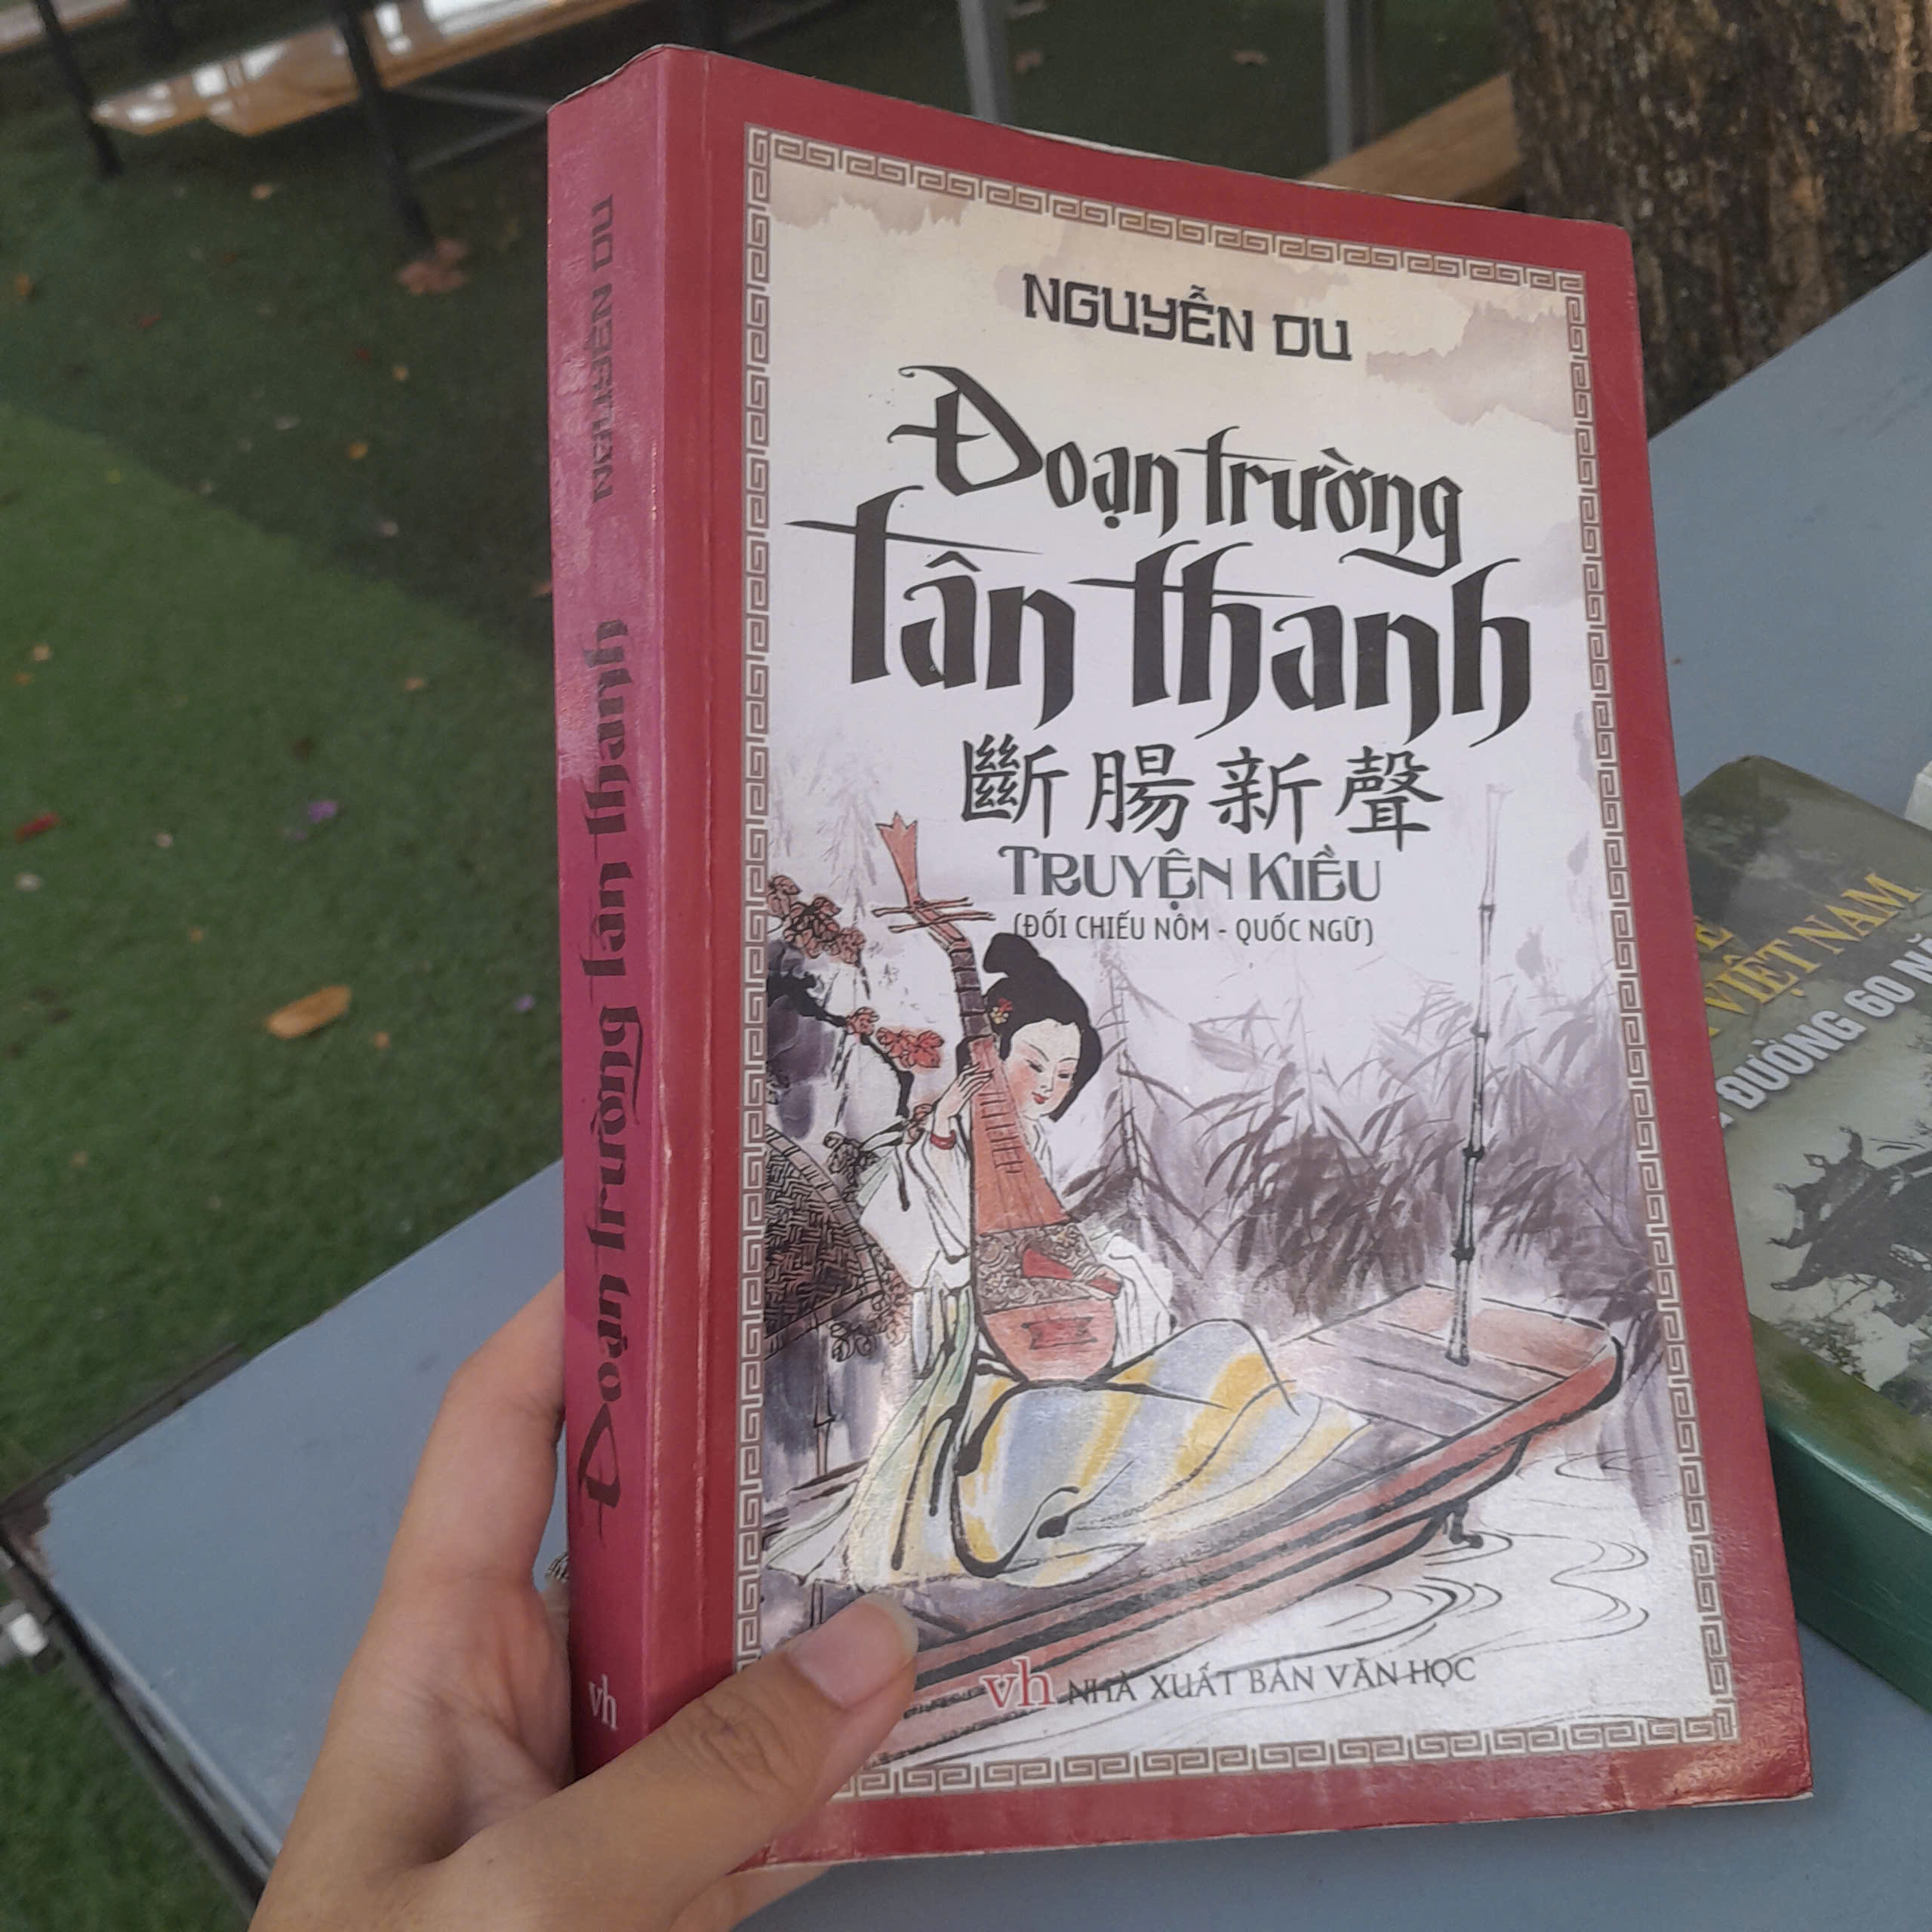 NGUYỄN DU
Đoạn trường tân thanh
vh
NGUYỄN DU
Đoạn trường
tân thanh
斷腸新聲
TRUYỆN KIỀU
(ĐỐI CHIẾU NÔM - QUỐC NGỮ)
vh NHÀ XUẤT BẢN VĂN HỌC
VIỆT NAM
ĐƯỜNG 60